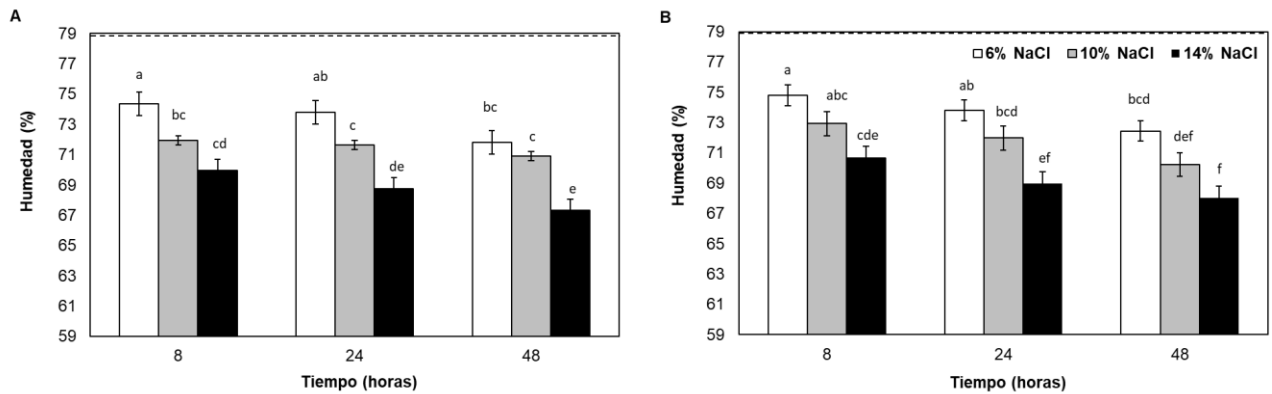 A
79
77
75
73
71
69
67
65
63
61
59
Humedad (%)
a
bc
cd
ab
c
de
bc
c
e
8 24 48
Tiempo (horas)
B
79
77
75
73
71
69
67
65
63
61
59
Humedad (%)
6% NaCl 10% NaCl 14% NaCl
a
abc
cde
ab
bcd
ef
bcd
def
f
8 24 48
Tiempo (horas)